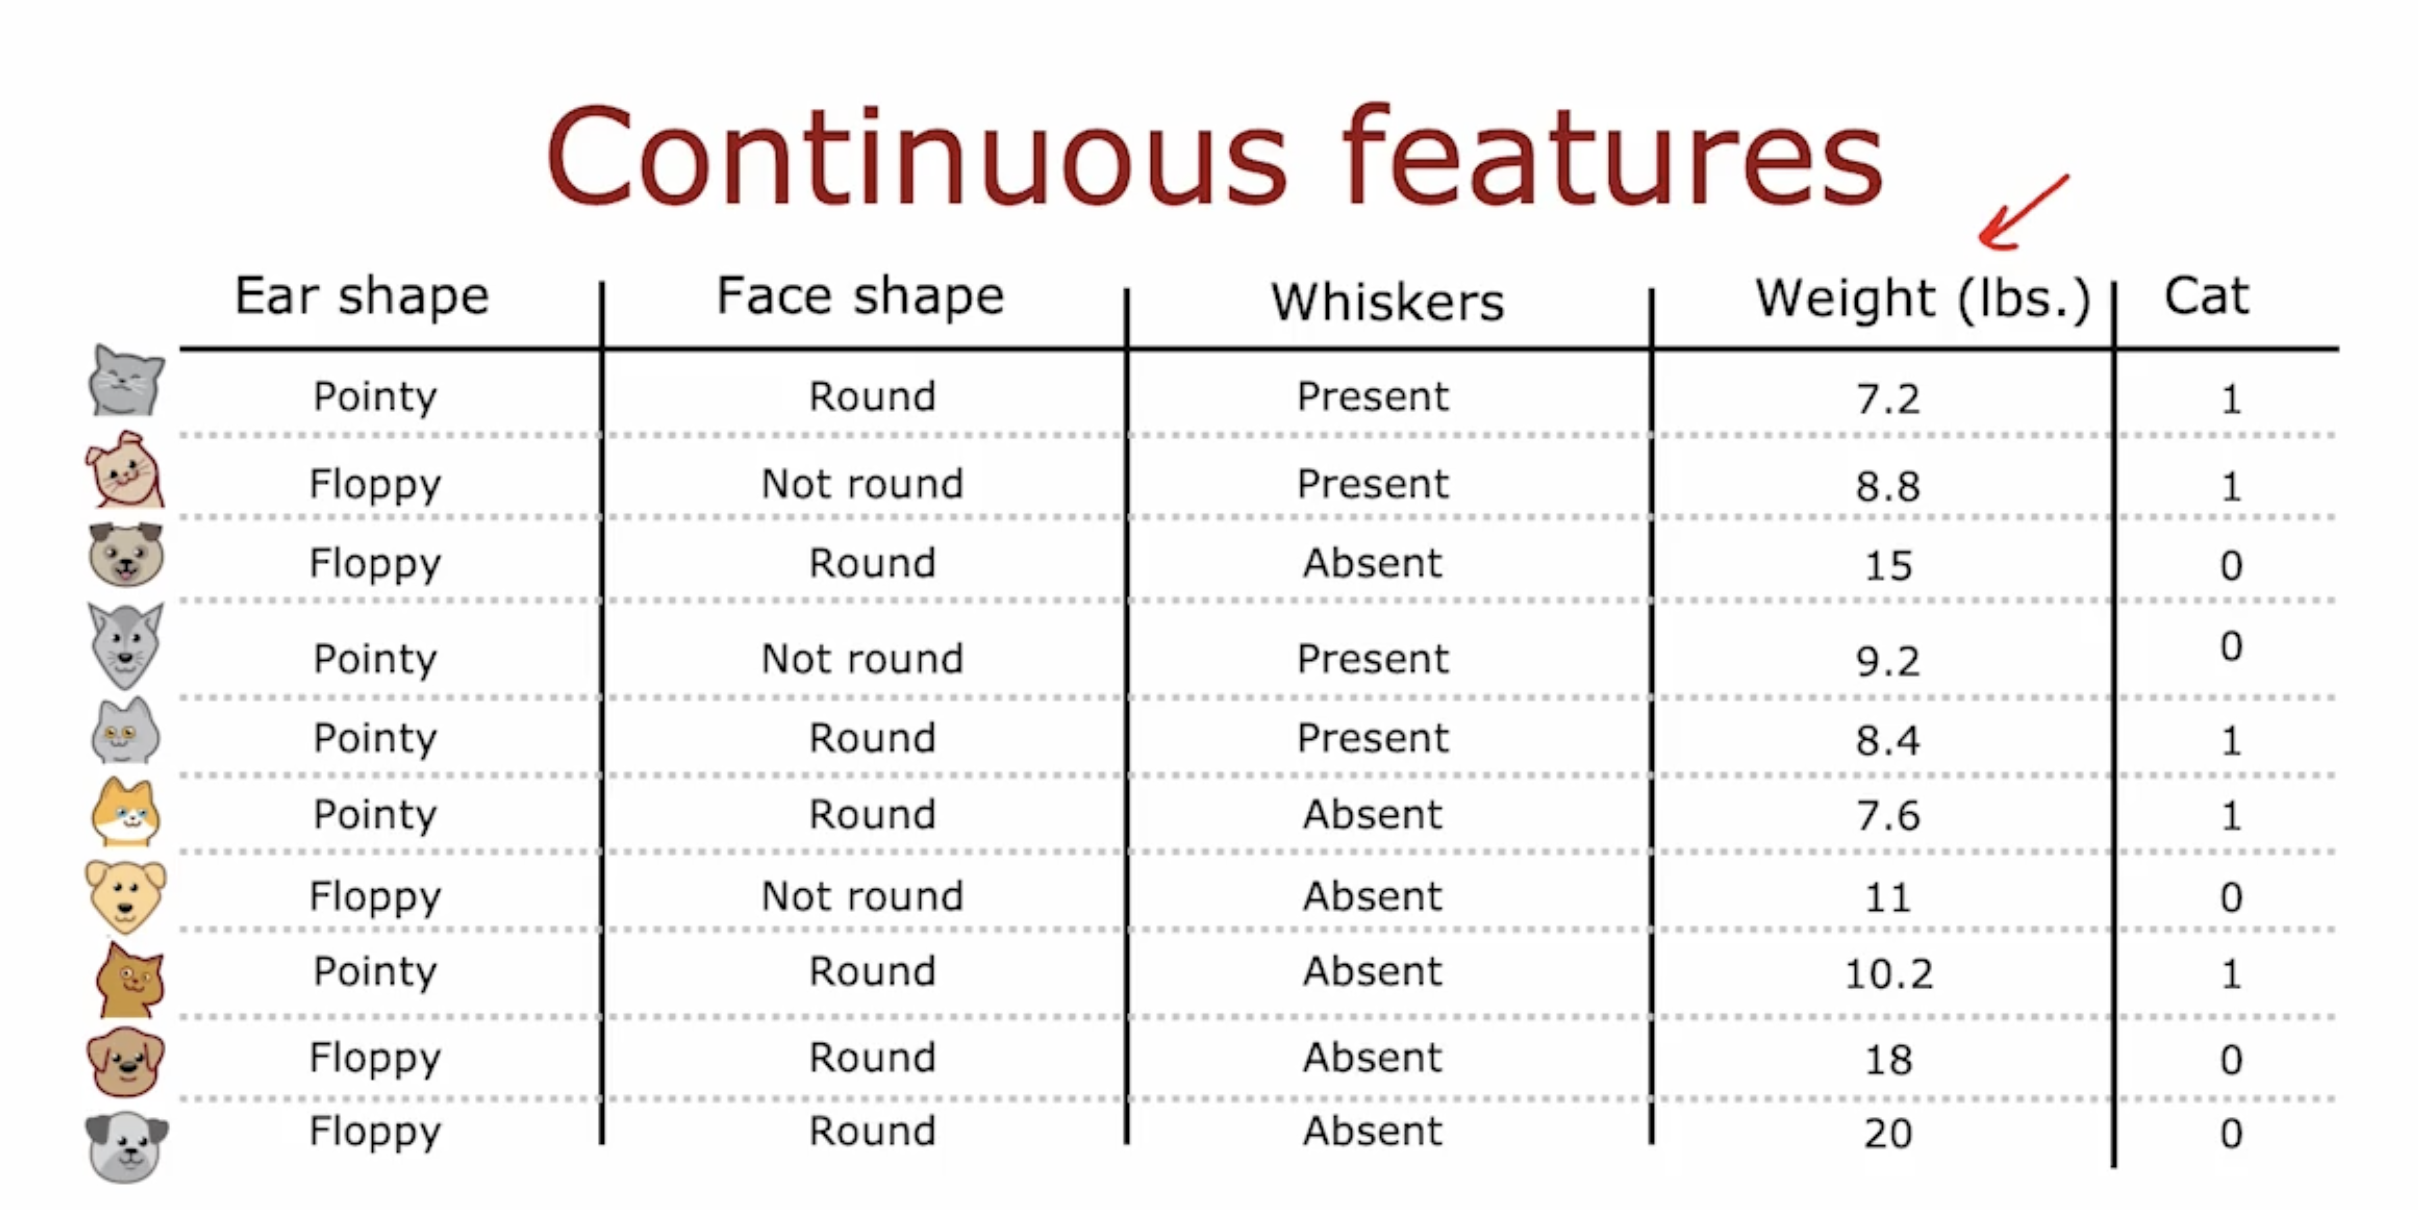 Continuous features
Ear shape Face shape Whiskers Weight (lbs.) Cat
Pointy Round Present 7.2 1
Floppy Not round Present 8.8 1
Floppy Round Absent 15 0
Pointy Not round Present 9.2 0
Pointy Round Present 8.4 1
Pointy Round Absent 7.6 1
Floppy Not round Absent 11 0
Pointy Round Absent 10.2 1
Floppy Round Absent 18 0
Floppy Round Absent 20 0